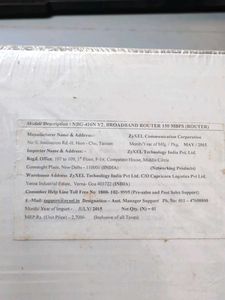 Model Description : NBG-416N V2, BROADBAND ROUTER 150 MBPS (ROUTER)
Manufacturer Name & Address:- ZyXEL Communication Corporation
No 6, Innovation Rd II, Hsin - Chu, Taiwan Month/Year of Mfg / Pkg. MAY / 2015
Importer Name & Address:- ZyXEL Technology India Pvt Ltd.
Regd. Office. 107 to 109, 1st Floor, F-14, Competent House, Middle Circle
Connaught Place, New Delhi - 110001 (INDIA) (Networking Products)
Warehouse Address ZyXEL Technology India Pvt Ltd. C/O Capricorn Logistics Pvt Ltd.
Verna Industrial Estate, Verna- Goa 403722 (INDIA)
Consumer Help Line Toll Free No 1800- 102- 9595 (Pre-sales and Post Sales Support)
E.-Mail: support@zyxel.in Designation - Asst. Manager Support Ph. No: 011 - 47608800
Month/ Year of Import - JULY/ 2015 Net Qty. (N) = 01
MRP Rs. (Unit Price) - 2,700/- (Inclusive of all Taxes)